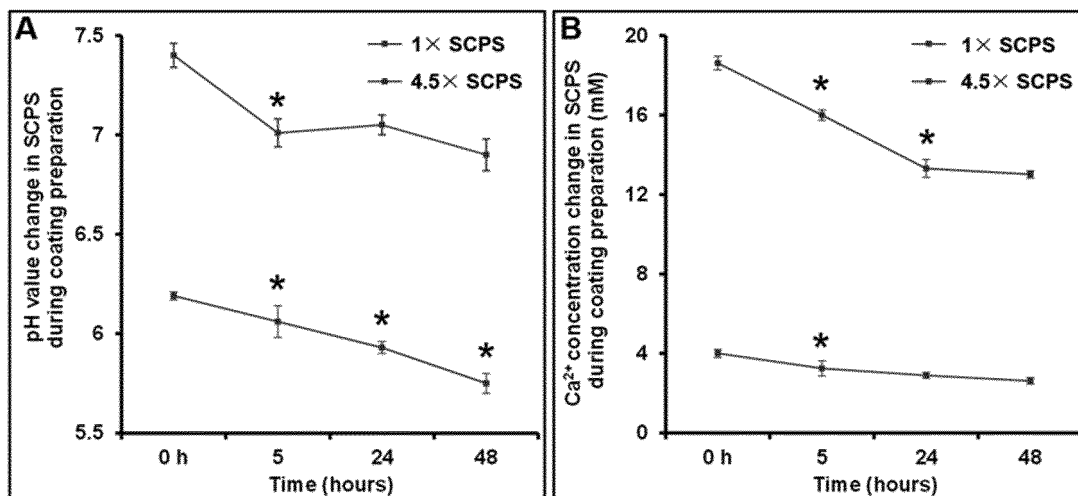 A
pH value change in SCPS
during coating preparation
7.5
7
6.5
6
5.5
1× SCPS
4.5× SCPS
*
*
*
*
0 h 5 24 48
Time (hours)
B
Ca²⁺ concentration change in SCPS
during coating preparation (mM)
20
16
12
8
4
0
1× SCPS
4.5× SCPS
*
*
*
0 h 5 24 48
Time (hours)